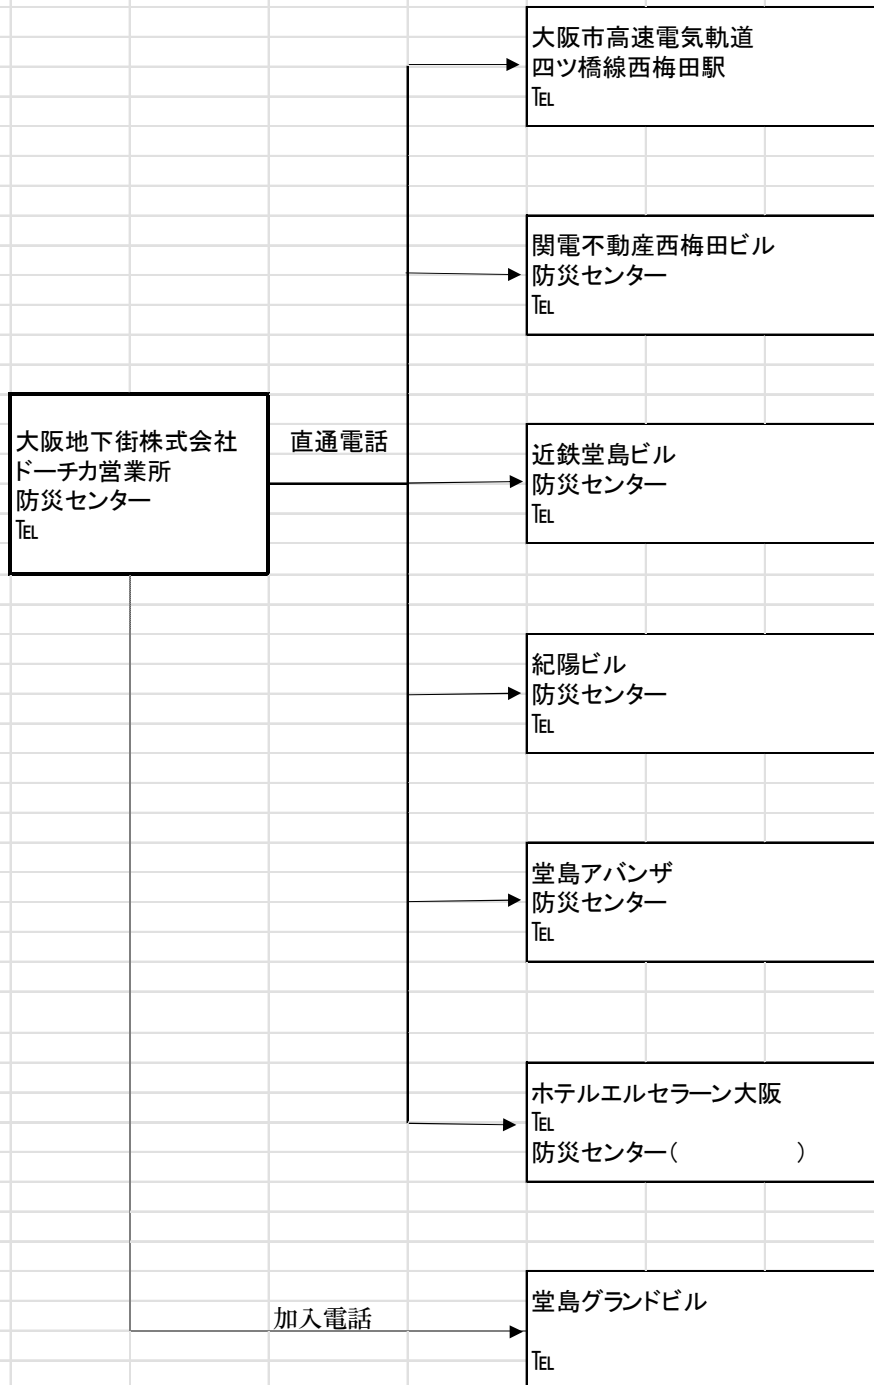 大阪市高速電気軌道
四ツ橋線西梅田駅
℡
関電不動産西梅田ビル
防災センター
℡
大阪地下街株式会社
ドーチカ営業所
防災センター
℡
直通電話
近鉄堂島ビル
防災センター
℡
紀陽ビル
防災センター
℡
堂島アバンザ
防災センター
℡
ホテルエルセラーン大阪
℡
防災センター（　　　　　）
加入電話
堂島グランドビル
℡